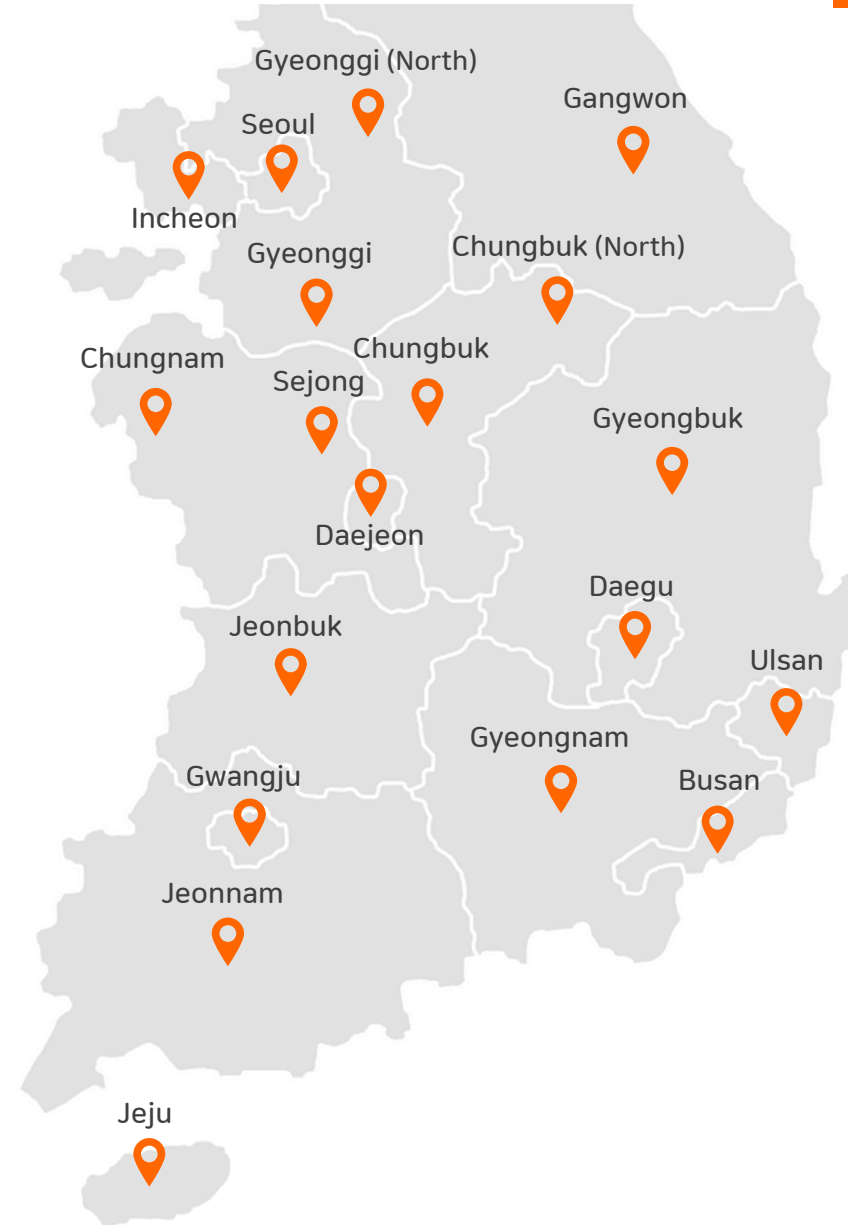 Gyeonggi (North)
Gangwon
Seoul
Incheon
Chungbuk (North)
Gyeonggi
Chungbuk
Chungnam
Sejong
Gyeongbuk
Daejeon
Daegu
Jeonbuk
Ulsan
Gyeongnam
Gwangju
Busan
Jeonnam
Jeju